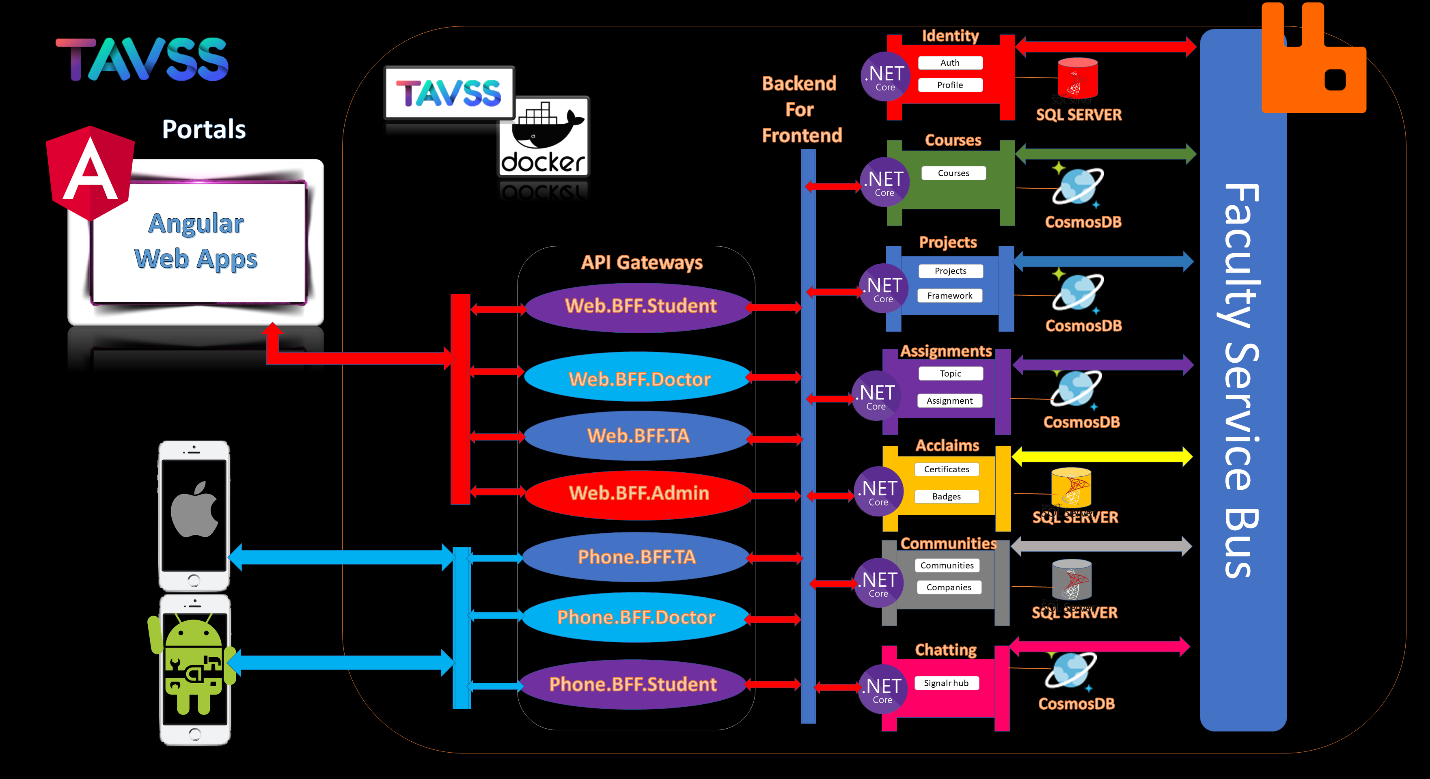 TAVSS
Portals
A
Angular
Web Apps
TAVSS
docker
API Gateways
Web.BFF.Student
Web.BFF.Doctor
Web.BFF.TA
Web.BFF.Admin
Phone.BFF.TA
Phone.BFF.Doctor
Phone.BFF.Student
Backend
For
Frontend
Identity
.NET
Core
Auth
Profile
SQL SERVER
Courses
.NET
Core
Courses
CosmosDB
Projects
.NET
Core
Projects
Framework
CosmosDB
Assignments
.NET
Core
Topic
Assignment
CosmosDB
Acclaims
.NET
Core
Certificates
Badges
SQL SERVER
Communities
.NET
Core
Communities
Companies
SQL SERVER
Chatting
.NET
Core
Signalr hub
CosmosDB
Faculty Service Bus